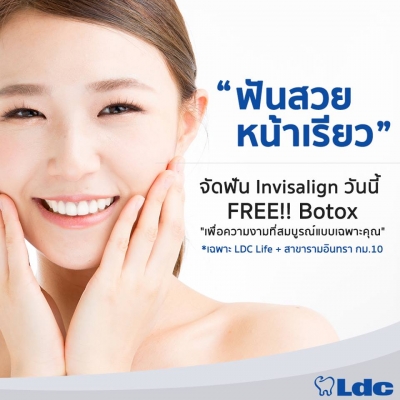 “ฟันสวย
หน้าเรียว”
จัดฟัน Invisalign วันนี้
FREE!! Botox
"เพื่อความงามที่สมบูรณ์แบบเฉพาะคุณ"
*เฉพาะ LDC Life + สาขารามอินทรา กม.10
Ldc